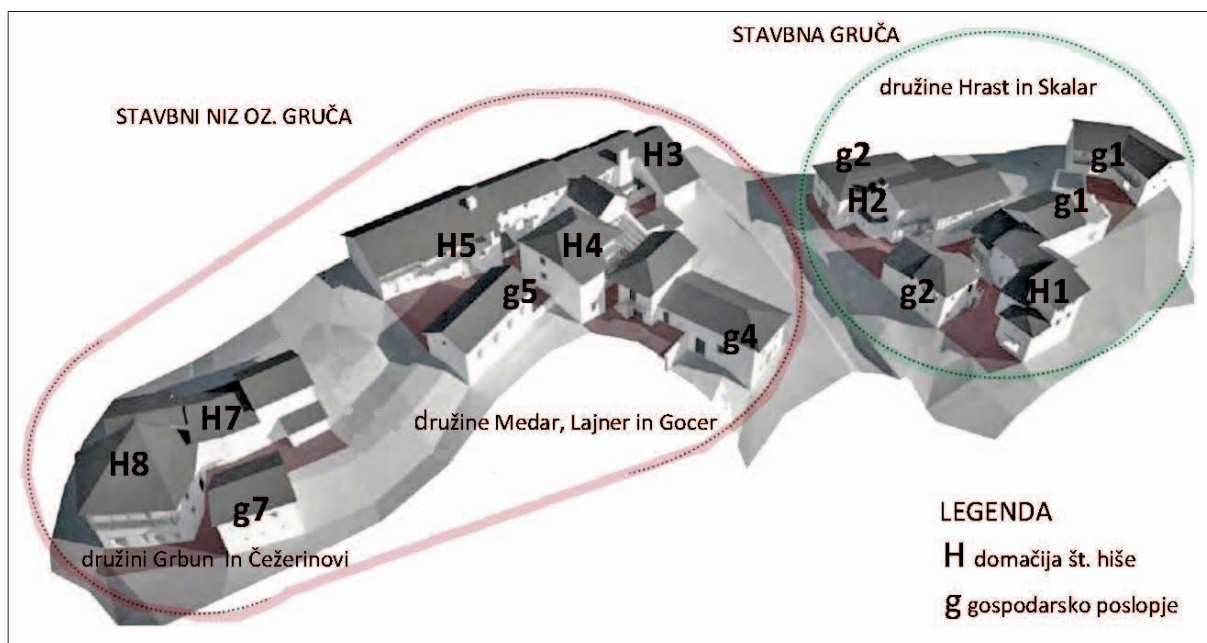 STAVBNA GRUČA
družine Hrast in Skalar
STAVBNI NIZ OZ. GRUČA
H3
g2
g1
H2
g1
H5
H4
g5
g2
H1
g4
družine Medar, Lajner in Gocer
H7
H8
g7
družini Grbun in Čežerinovi
LEGENDA
H domačija št. hiše
g gospodarsko poslopje